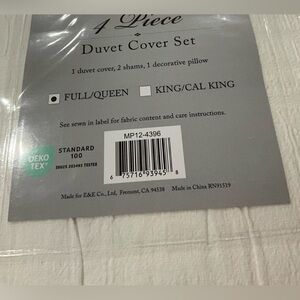 4 Piece
Duvet Cover Set
1 duvet cover, 2 shams, 1 decorative pillow
FULL/QUEEN KING/CAL KING
See sewn in label for fabric content and care instructions.
MP12-4396
OEKO
TEX®
STANDARD
100
6 75716 93945 8
Made for E&E Co., Ltd, Fremont, CA 94538 Made in China RN91519